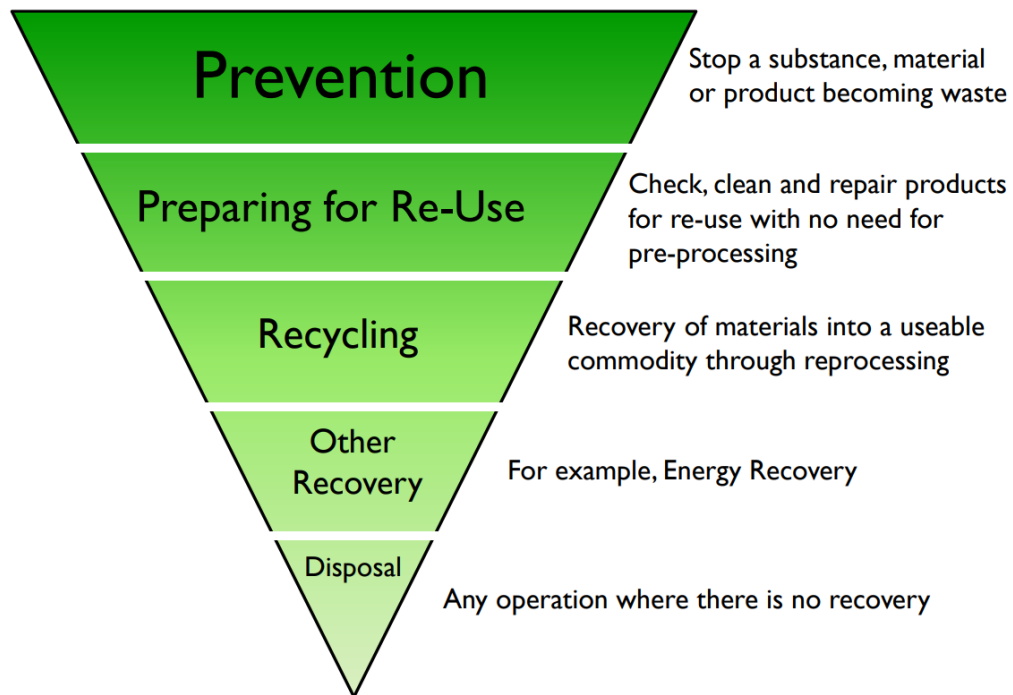 Prevention
Stop a substance, material
or product becoming waste
Preparing for Re-Use
Check, clean and repair products
for re-use with no need for
pre-processing
Recycling
Recovery of materials into a useable
commodity through reprocessing
Other
Recovery
For example, Energy Recovery
Disposal
Any operation where there is no recovery